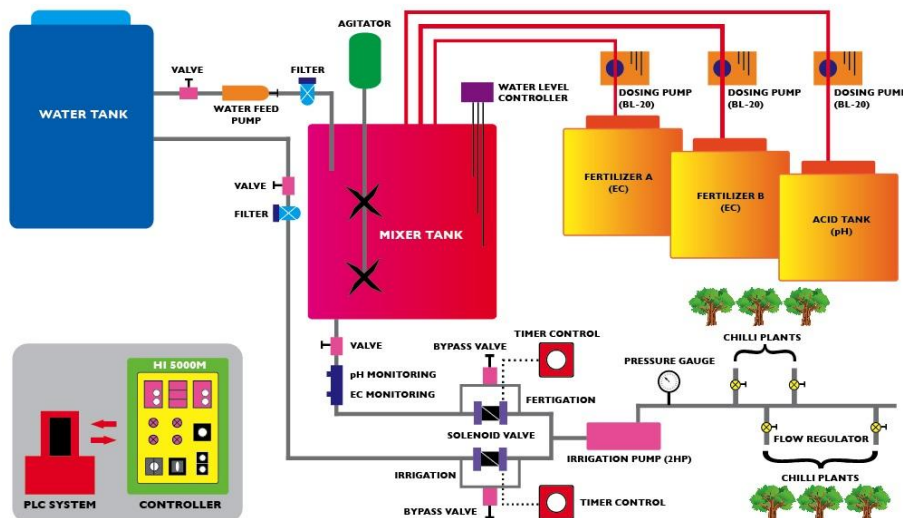 AGITATOR
VALVE
FILTER
WATER FEED
PUMP
WATER TANK
WATER LEVEL
CONTROLLER
DOSING PUMP
(BL-20)
DOSING PUMP
(BL-20)
DOSING PUMP
(BL-20)
FERTILIZER A
(EC)
FERTILIZER B
(EC)
ACID TANK
(pH)
VALVE
FILTER
MIXER TANK
CHILLI PLANTS
TIMER CONTROL
BYPASS VALVE
VALVE
PRESSURE GAUGE
HI 5000M
pH MONITORING
EC MONITORING
FERTIGATION
SOLENOID VALVE
FLOW REGULATOR
IRRIGATION PUMP (2HP)
IRRIGATION
CHILLI PLANTS
PLC SYSTEM
CONTROLLER
BYPASS VALVE
TIMER CONTROL